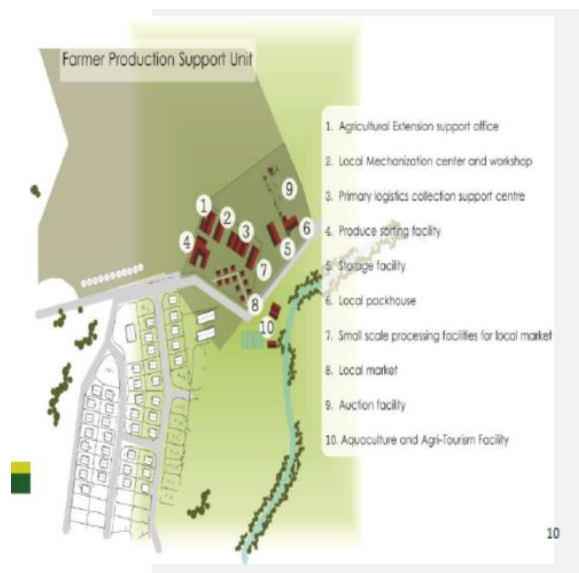 Farmer Production Support Unit
1. Agricultural Extension support office
2. Local Mechanization center and workshop
3. Primary logistics collection support centre
4. Produce sorting facility
5. Storage facility
6. Local packhouse
7. Small scale processing facilities for local market
8. Local market
9. Auction facility
10. Aquaculture and Agri-Tourism Facility
9
1
2
3
6
4
5
7
8
10
10